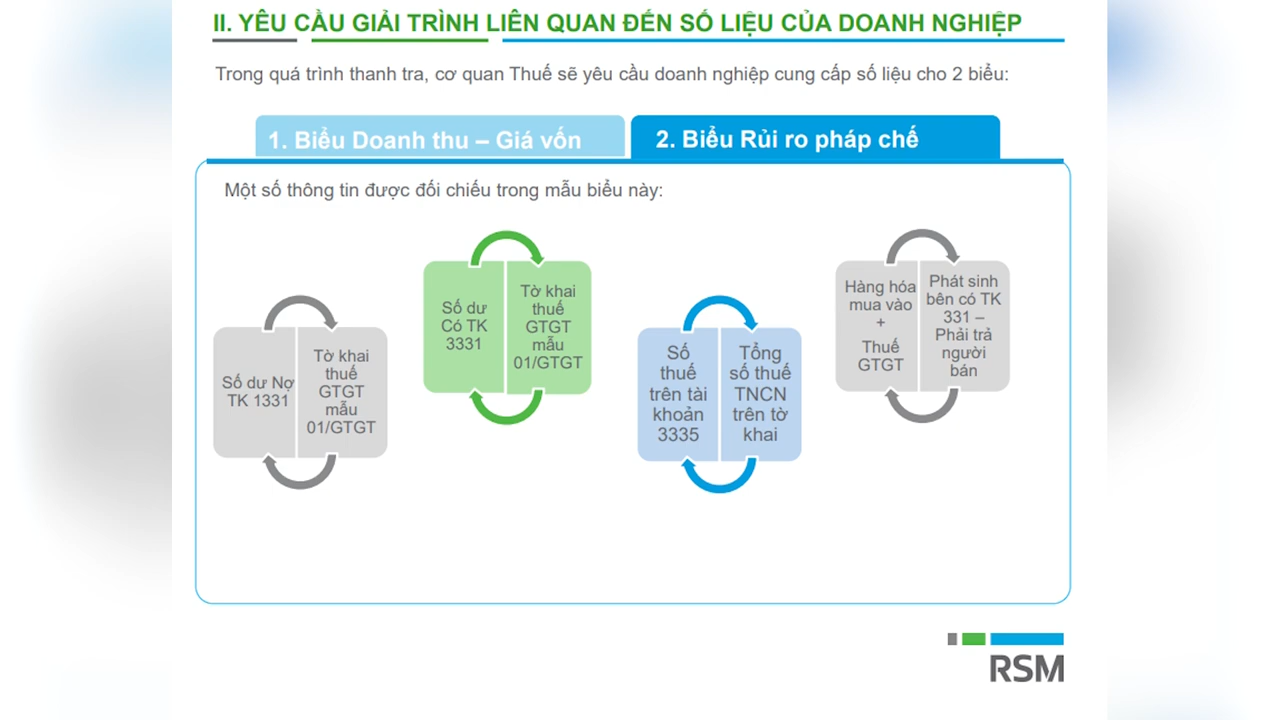 II. YÊU CẦU GIẢI TRÌNH LIÊN QUAN ĐẾN SỐ LIỆU CỦA DOANH NGHIỆP
Trong quá trình thanh tra, cơ quan Thuế sẽ yêu cầu doanh nghiệp cung cấp số liệu cho 2 biểu:
1. Biểu Doanh thu – Giá vốn
2. Biểu Rủi ro pháp chế
Một số thông tin được đối chiếu trong mẫu biểu này:
Số dư Nợ
TK 1331
Tờ khai
thuế
GTGT
mẫu
01/GTGT
Số dư
Có TK
3331
Tờ khai
thuế
GTGT
mẫu
01/GTGT
Số
thuế
trên tài
khoản
3335
Tổng
số thuế
TNCN
trên tờ
khai
Hàng hóa
mua vào
+
Thuế
GTGT
Phát sinh
bên có TK
331 –
Phải trả
người
bán
RSM